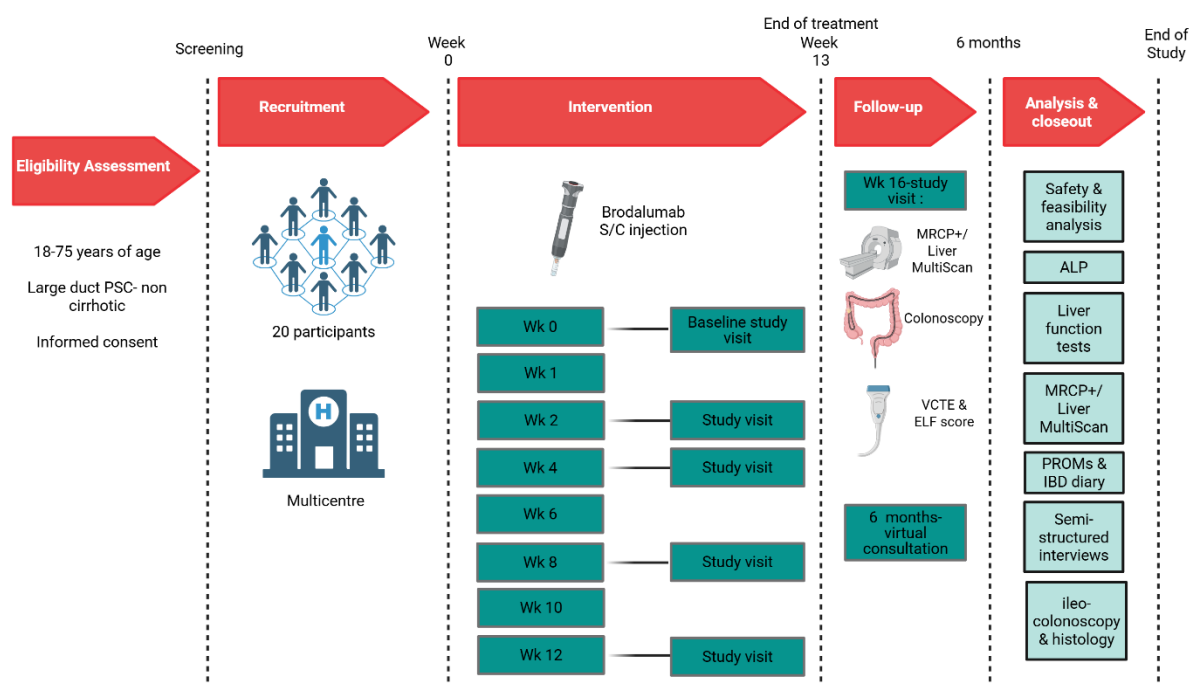 Screening
Week
0
End of treatment
Week
13
6 months
End of
Study
Eligibility Assessment
18-75 years of age
Large duct PSC- non
cirrhotic
Informed consent
Recruitment
20 participants
H
Multicentre
Intervention
Brodalumab
S/C injection
Wk 0
Baseline study
visit
Wk 1
Wk 2
Study visit
Wk 4
Study visit
Wk 6
Wk 8
Study visit
Wk 10
Wk 12
Study visit
Follow-up
Wk 16-study
visit :
MRCP+/
Liver
MultiScan
Colonoscopy
VCTE &
ELF score
6 months-
virtual
consultation
Analysis &
closeout
Safety &
feasibility
analysis
ALP
Liver
function
tests
MRCP+/
Liver
MultiScan
PROMs &
IBD diary
Semi-
structured
interviews
ileo-
colonoscopy
& histology